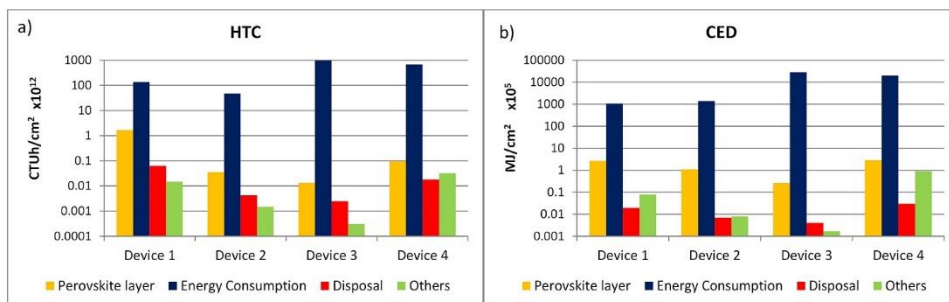 a)
HTC
CTUh/cm² x10¹²
1000
100
10
1
0.1
0.01
0.001
0.0001
Device 1 Device 2 Device 3 Device 4
Perovskite layer Energy Consumption Disposal Others
b)
CED
MJ/cm² x10⁵
100000
10000
1000
100
10
1
0.1
0.01
0.001
Device 1 Device 2 Device 3 Device 4
Perovskite layer Energy Consumption Disposal Others